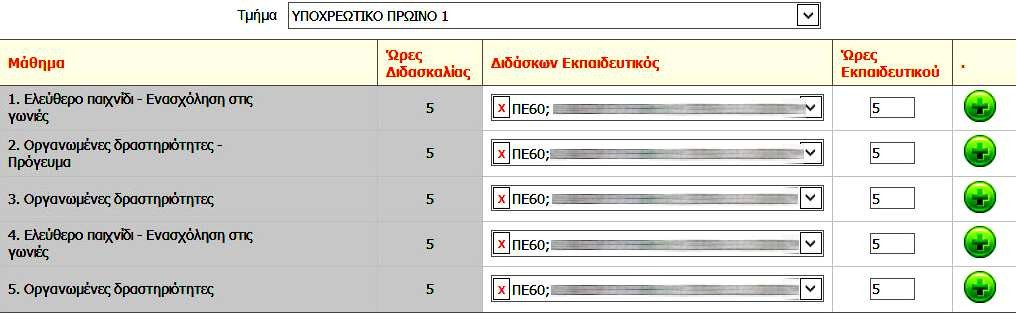 Τμήμα ΥΠΟΧΡΕΩΤΙΚΟ ΠΡΩΙΝΟ 1
Μάθημα Ώρες Διδασκαλίας Διδάσκων Εκπαιδευτικός Ώρες Εκπαιδευτικού .
1. Ελεύθερο παιχνίδι - Ενασχόληση στις
γωνιές 5 x ΠΕ60; 5
2. Οργανωμένες δραστηριότητες -
Πρόγευμα 5 x ΠΕ60; 5
3. Οργανωμένες δραστηριότητες 5 x ΠΕ60; 5
4. Ελεύθερο παιχνίδι - Ενασχόληση στις
γωνιές 5 x ΠΕ60; 5
5. Οργανωμένες δραστηριότητες 5 x ΠΕ60; 5